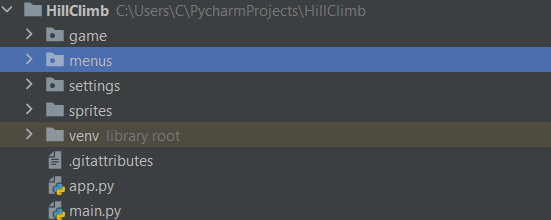 HillClimb C:\Users\C\PycharmProjects\HillClimb
game
menus
settings
sprites
venv library root
.gitattributes
app.py
main.py